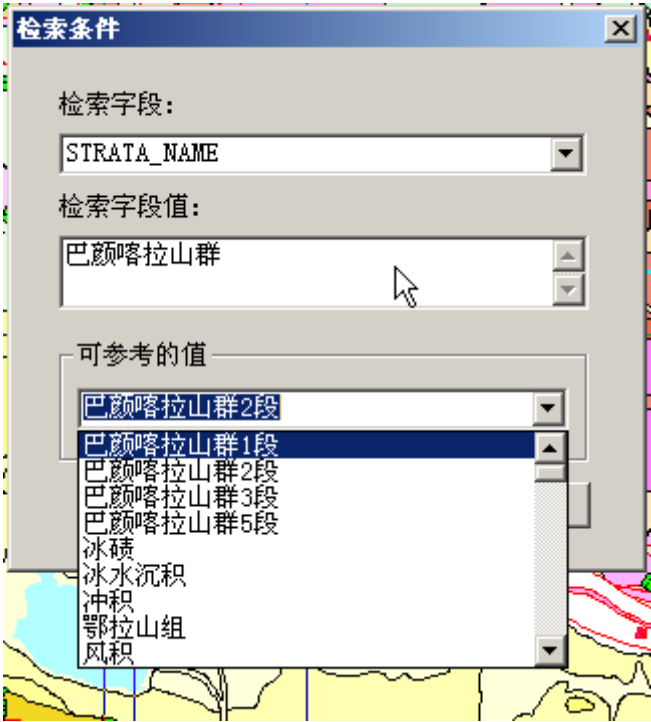 检索条件
检索字段：
STRATA_NAME
检索字段值：
巴颜喀拉山群
可参考的值
巴颜喀拉山群2段
巴颜喀拉山群1段
巴颜喀拉山群2段
巴颜喀拉山群3段
巴颜喀拉山群5段
冰碛
冰水沉积
冲积
鄂拉山组
风积